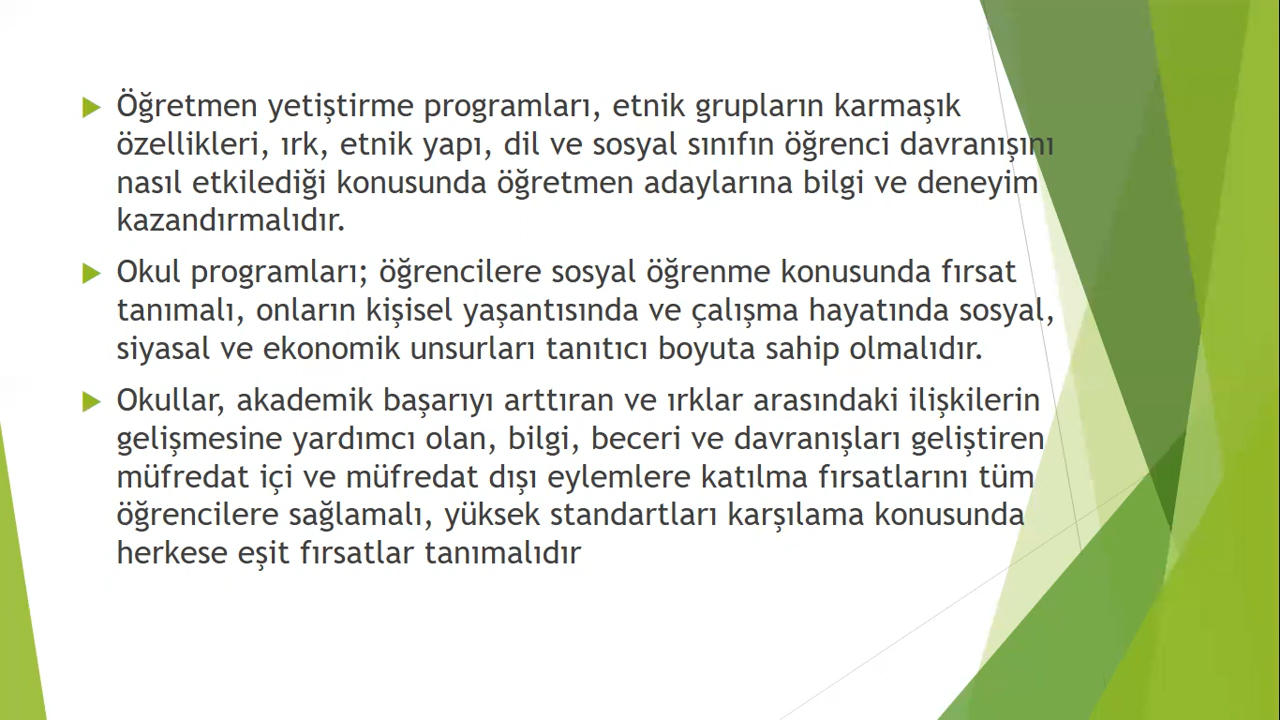 Öğretmen yetiştirme programları, etnik grupların karmaşık
özellikleri, ırk, etnik yapı, dil ve sosyal sınıfın öğrenci davranışını
nasıl etkilediği konusunda öğretmen adaylarına bilgi ve deneyim
kazandırmalıdır.
Okul programları; öğrencilere sosyal öğrenme konusunda fırsat
tanımalı, onların kişisel yaşantısında ve çalışma hayatında sosyal,
siyasal ve ekonomik unsurları tanıtıcı boyuta sahip olmalıdır.
Okullar, akademik başarıyı arttıran ve ırklar arasındaki ilişkilerin
gelişmesine yardımcı olan, bilgi, beceri ve davranışları geliştiren
müfredat içi ve müfredat dışı eylemlere katılma fırsatlarını tüm
öğrencilere sağlamalı, yüksek standartları karşılama konusunda
herkese eşit fırsatlar tanımalıdır